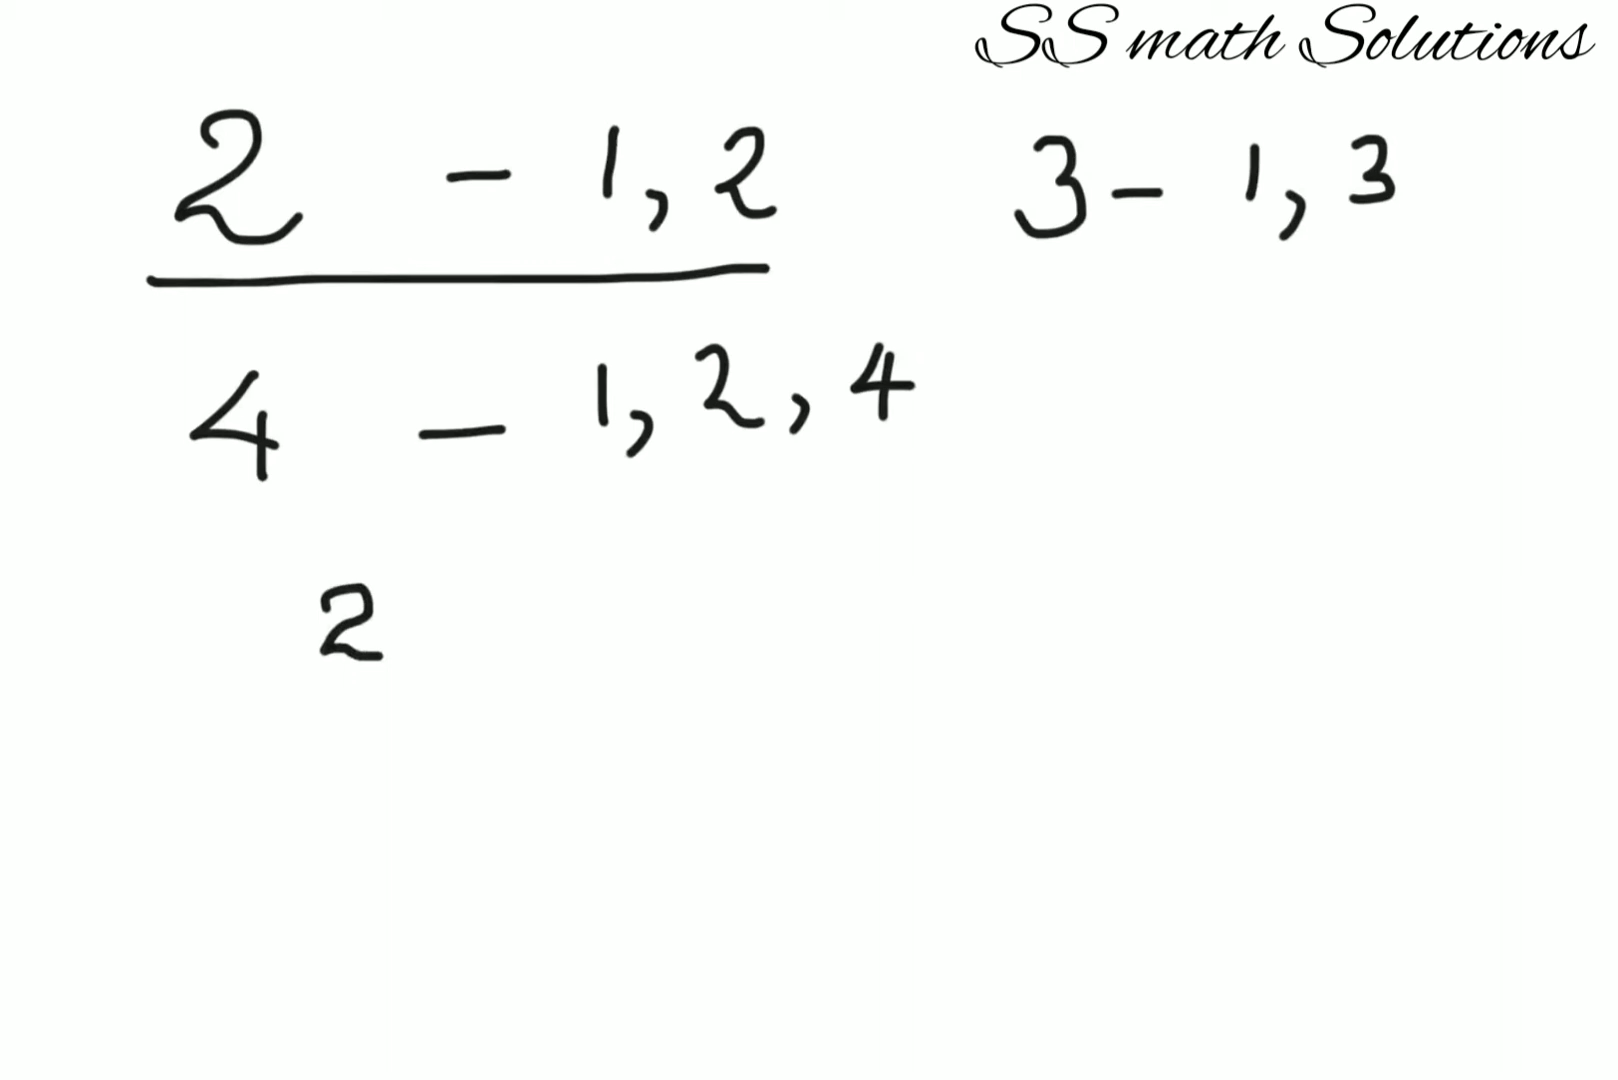 SS math Solutions
2 - 1, 2 3 - 1, 3
4 - 1, 2, 4
2